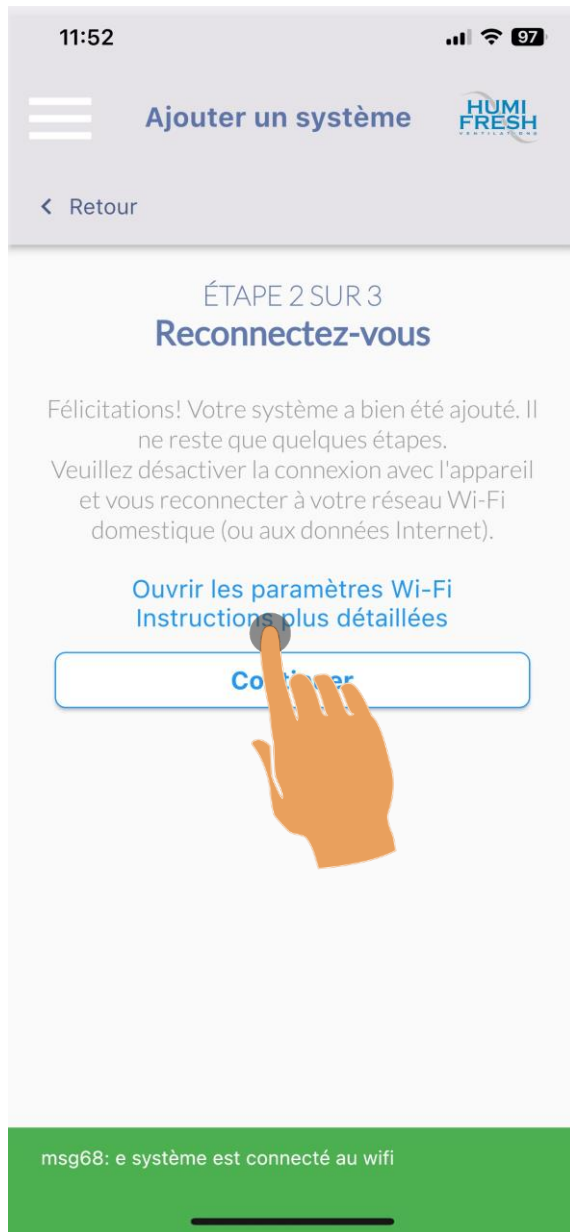 11:52
97
Ajouter un système
HUMI
FRESH
VENTILATIONS
< Retour
ÉTAPE 2 SUR 3
Reconnectez-vous
Félicitations! Votre système a bien été ajouté. Il
ne reste que quelques étapes.
Veuillez désactiver la connexion avec l'appareil
et vous reconnecter à votre réseau Wi-Fi
domestique (ou aux données Internet).
Ouvrir les paramètres Wi-Fi
Instructions plus détaillées
Continuer
msg68: e système est connecté au wifi